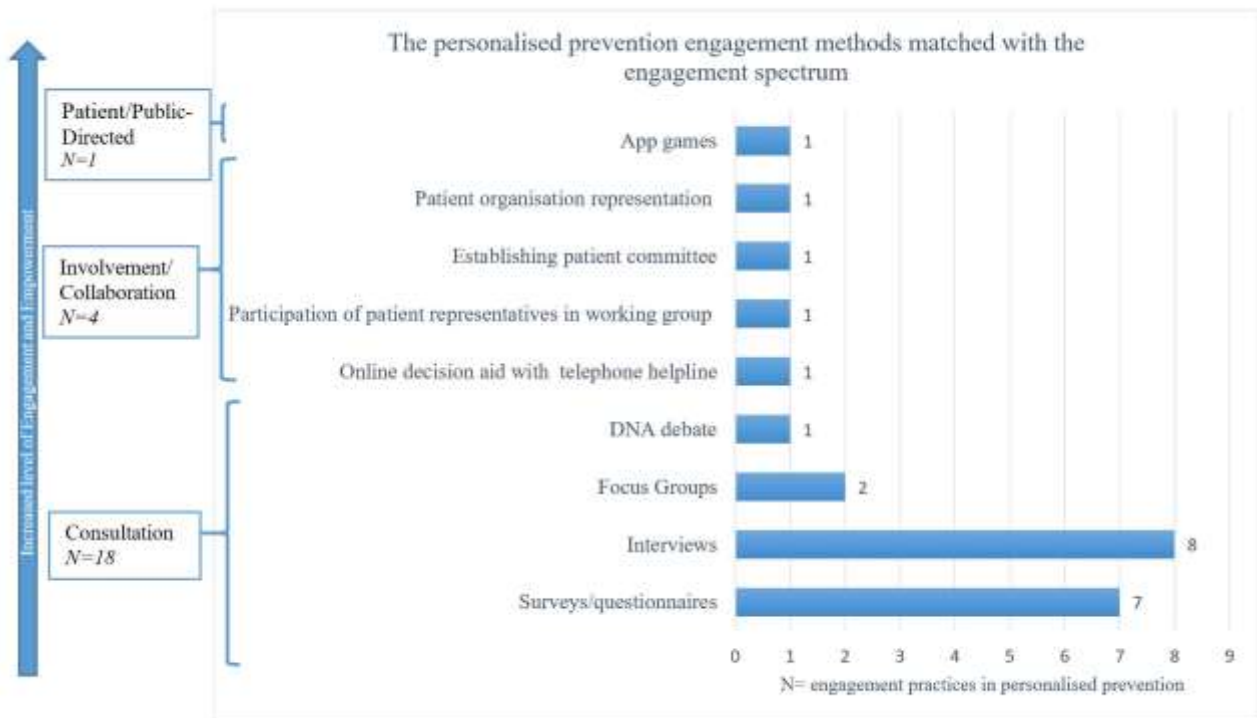 The personalised prevention engagement methods matched with the
engagement spectrum
Increased level of Engagement and Empowerment
Patient/Public-
Directed
N=1
Involvement/
Collaboration
N=4
Consultation
N=18
App games 1
Patient organisation representation 1
Establishing patient committee 1
Participation of patient representatives in working group 1
Online decision aid with telephone helpline 1
DNA debate 1
Focus Groups 2
Interviews 8
Surveys/questionnaires 7
0 1 2 3 4 5 6 7 8 9
N= engagement practices in personalised prevention